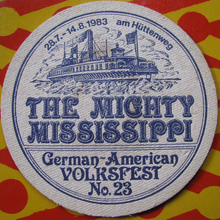 28.7.-14.8.1983 am Hüttenweg
THE MIGHTY
MISSISSIPPI
German-American
VOLKSFEST
No. 23